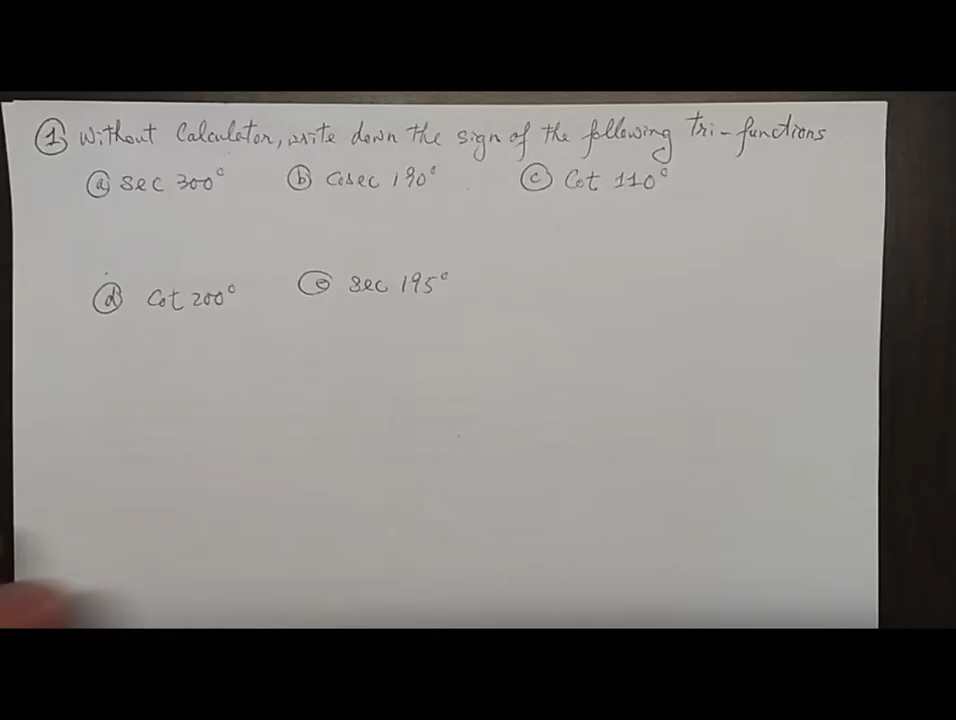 ① Without Calculator, write down the sign of the following tri-functions
ⓐ sec 300° ⓑ Cosec 190° ⓒ Cot 110°
ⓓ Cot 200° ⓔ sec 195°